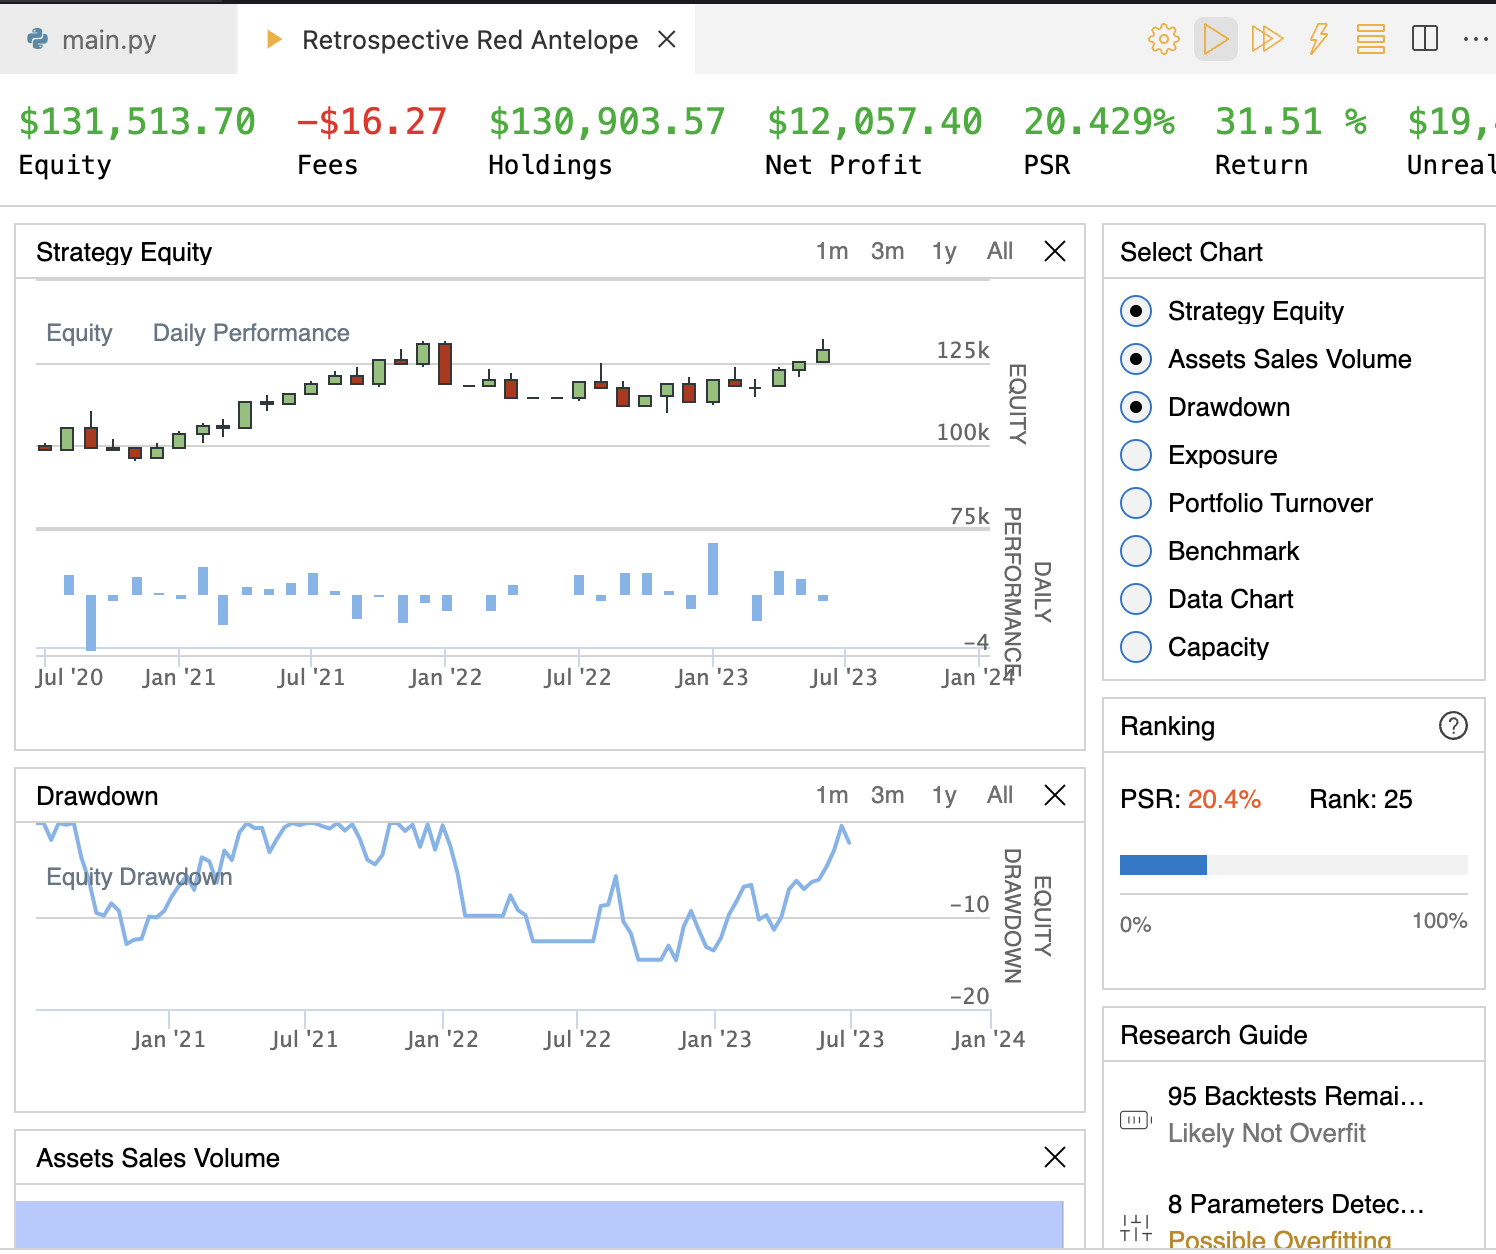 main.py
Retrospective Red Antelope
$131,513.70 −$16.27 $130,903.57 $12,057.40 20.429% 31.51 % $19,
Equity Fees Holdings Net Profit PSR Return Unreal
Strategy Equity
1m 3m 1y All
Equity Daily Performance
125k
100k
75k
−4
EQUITY
DAILY
PERFORMANCE
Jul '20 Jan '21 Jul '21 Jan '22 Jul '22 Jan '23 Jul '23 Jan '24
Drawdown
1m 3m 1y All
Equity Drawdown
−10
−20
EQUITY
DRAWDOWN
Jan '21 Jul '21 Jan '22 Jul '22 Jan '23 Jul '23 Jan '24
Assets Sales Volume
Select Chart
Strategy Equity
Assets Sales Volume
Drawdown
Exposure
Portfolio Turnover
Benchmark
Data Chart
Capacity
Ranking
?
PSR: 20.4% Rank: 25
0% 100%
Research Guide
95 Backtests Remai...
Likely Not Overfit
8 Parameters Detec...
Possible Overfitting